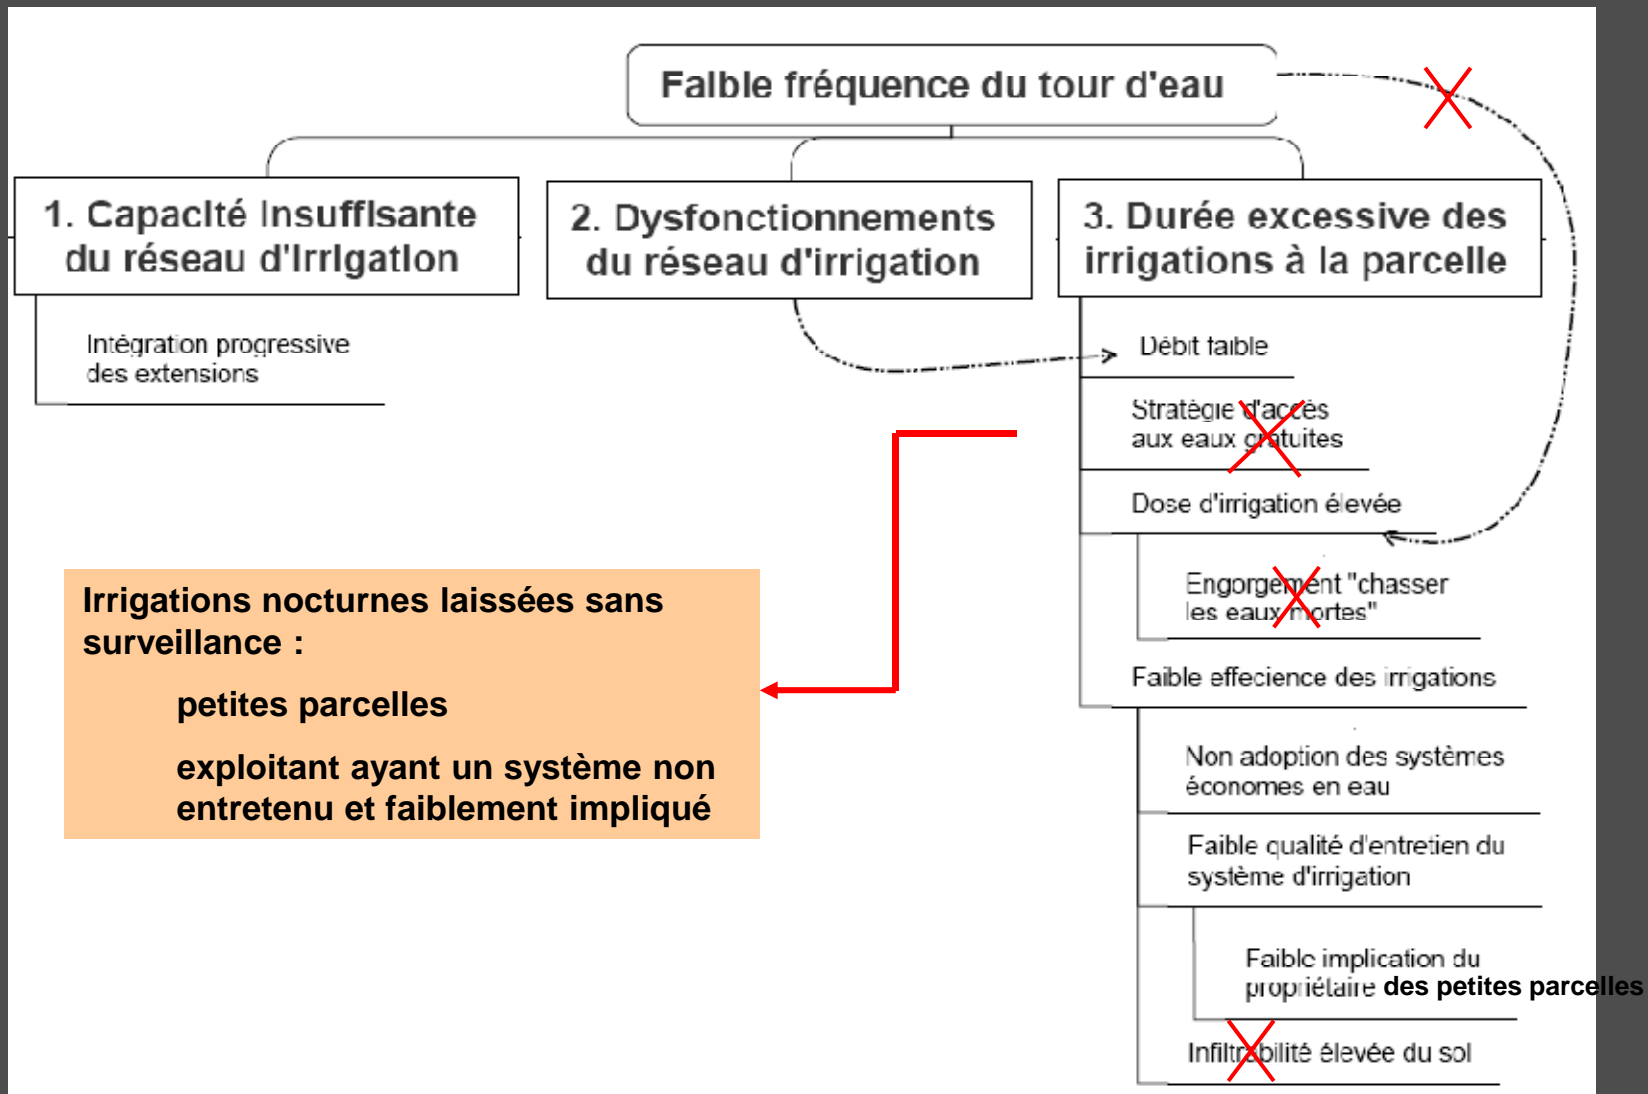 Faible fréquence du tour d'eau
1. Capacité Insuffisante
du réseau d'Irrigation
2. Dysfonctionnements
du réseau d'irrigation
3. Durée excessive des
irrigations à la parcelle
Intégration progressive
des extensions
Débit faible
Stratégie d'accès
aux eaux gratuites
Dose d'irrigation élevée
Engorgement "chasser
les eaux mortes"
Faible effecience des irrigations
Non adoption des systèmes
économes en eau
Faible qualité d'entretien du
système d'irrigation
Faible implication du
propriétaire des petites parcelles
Infiltrabilité élevée du sol
Irrigations nocturnes laissées sans
surveillance :
petites parcelles
exploitant ayant un système non
entretenu et faiblement impliqué